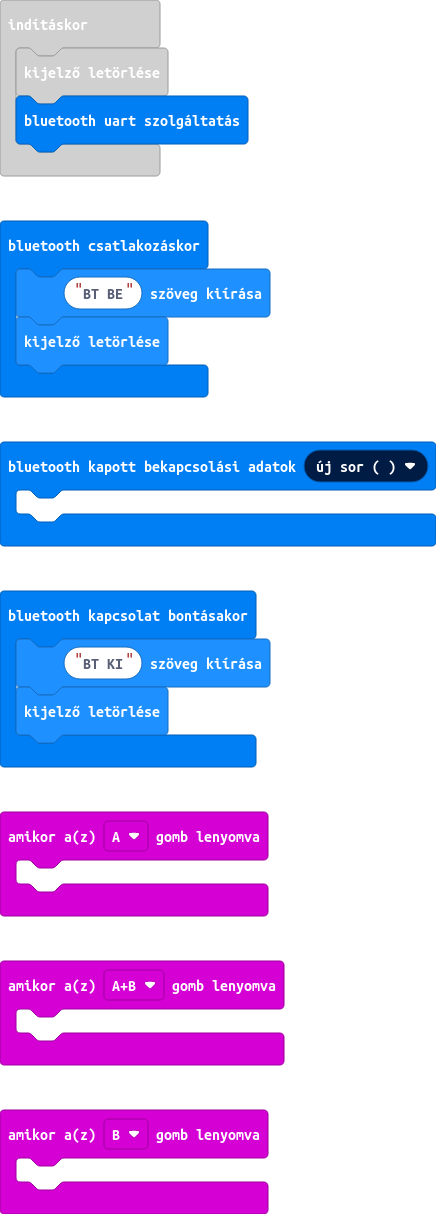 indításkor
kijelző letörlése
bluetooth uart szolgáltatás
bluetooth csatlakozáskor
"BT BE" szöveg kiírása
kijelző letörlése
bluetooth kapott bekapcsolási adatok új sor ( )
bluetooth kapcsolat bontásakor
"BT KI" szöveg kiírása
kijelző letörlése
amikor a(z) A gomb lenyomva
amikor a(z) A+B gomb lenyomva
amikor a(z) B gomb lenyomva